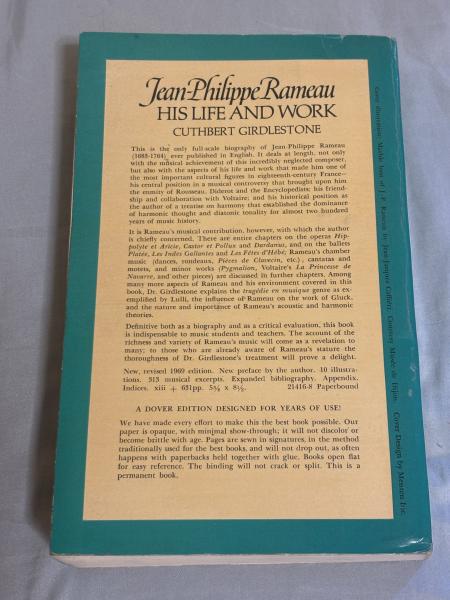 Jean-Philippe Rameau
HIS LIFE AND WORK
CUTHBERT GIRDLESTONE
This is the only full-scale biography of Jean-Philippe Rameau
(1683-1764) ever published in English. It deals at length, not only
with the musical achievement of this incredibly neglected composer,
but also with the aspects of his life and work that made him one of
the most important cultural figures in eighteenth-century France—
his central position in a musical controversy that brought upon him
the enmity of Rousseau, Diderot and the Encyclopedists; his friend-
ship and collaboration with Voltaire; and his historical position as
the author of a treatise on harmony that established the dominance
of harmonic thought and diatonic tonality for almost two hundred
years of music history.
It is Rameau's musical contribution, however, with which the author
is chiefly concerned. There are entire chapters on the operas Hip-
polyte et Aricie, Castor et Pollux and Dardanus, and on the ballets
Platée, Les Indes Gallantes and Les Fêtes d'Hébé; Rameau's chamber
music (dances, rondeaux, Pièces de Clavecin, etc.), cantatas and
motets, and minor works (Pygmalion, Voltaire's La Princesse de
Navarre, and other pieces) are discussed in further chapters. Among
many more aspects of Rameau and his environment covered in this
book, Dr. Girdlestone explains the tragédie en musique genre as ex-
emplified by Lulli, the influence of Rameau on the work of Gluck,
and the nature and importance of Rameau's acoustic and harmonic
theories.
Definitive both as a biography and as a critical evaluation, this book
is indispensable to music students and teachers. The account of the
richness and variety of Rameau's music will come as a revelation to
many; to those who are already aware of Rameau's stature the
thoroughness of Dr. Girdlestone's treatment will prove a delight.
New, revised 1969 edition. New preface by the author. 10 illustra-
tions. 313 musical excerpts. Expanded bibliography. Appendix.
Indices. xiii + 631pp. 5⅜ x 8½. 21416-8 Paperbound
A DOVER EDITION DESIGNED FOR YEARS OF USE!
We have made every effort to make this the best book possible. Our
paper is opaque, with minimal show-through; it will not discolor or
become brittle with age. Pages are sewn in signatures, in the method
traditionally used for the best books, and will not drop out, as often
happens with paperbacks held together with glue. Books open flat
for easy reference. The binding will not crack or split. This is a
permanent book.
Cover illustration: Marble bust of J.-P. Rameau by Jean-Jacques Caffiéri. Courtesy Musée de Dijon. Cover Design by Menten Inc.